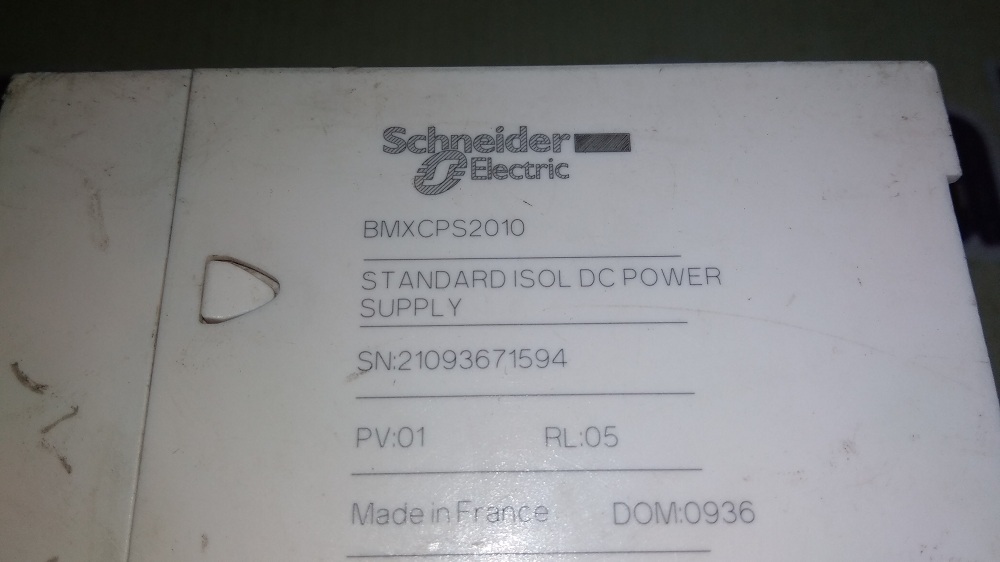 Schneider
Electric
BMXCPS2010
STANDARD ISOL DC POWER
SUPPLY
SN:21093671594
PV:01 RL:05
Made in France DOM:0936